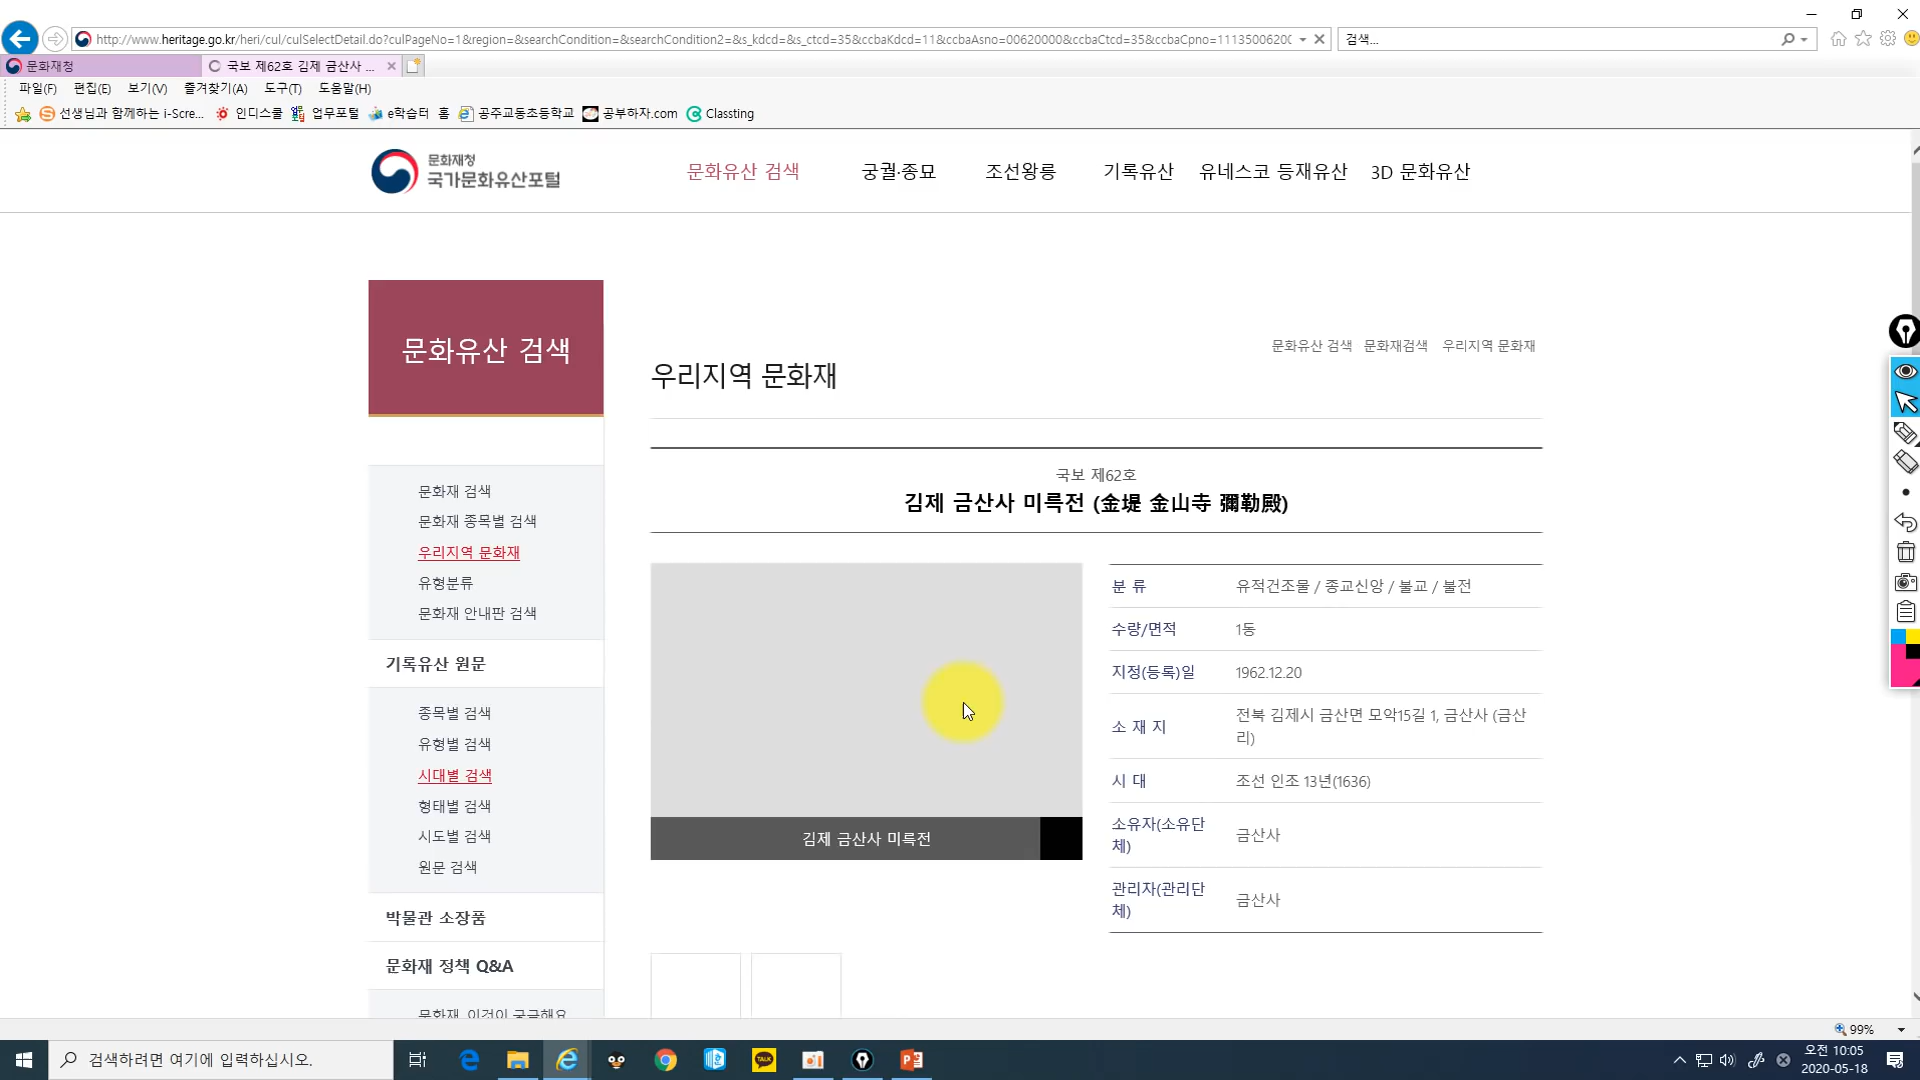 http://www.heritage.go.kr/heri/cul/culSelectDetail.do?culPageNo=1&region=&searchCondition=&searchCondition2=&s_kdcd=&s_ctcd=35&ccbaKdcd=11&ccbaAsno=00620000&ccbaCtcd=35&ccbaCpno=1113500620
검색...
문화재청
국보 제62호 김제 금산사 ...
파일(F) 편집(E) 보기(V) 즐겨찾기(A) 도구(T) 도움말(H)
선생님과 함께하는 i-Scre... 인디스쿨 업무포털 e학습터 홈 공주교동초등학교 공부하자.com Classting
문화재청
국가문화유산포털
문화유산 검색 궁궐·종묘 조선왕릉 기록유산 유네스코 등재유산 3D 문화유산
문화유산 검색
문화유산 검색 문화재검색 우리지역 문화재
우리지역 문화재
국보 제62호
김제 금산사 미륵전 (金堤 金山寺 彌勒殿)
문화재 검색
문화재 종목별 검색
우리지역 문화재
유형분류
문화재 안내판 검색
기록유산 원문
종목별 검색
유형별 검색
시대별 검색
형태별 검색
시도별 검색
원문 검색
박물관 소장품
문화재 정책 Q&A
문화재, 이것이 궁금해요
김제 금산사 미륵전
분 류 유적건조물 / 종교신앙 / 불교 / 불전
수량/면적 1동
지정(등록)일 1962.12.20
소 재 지 전북 김제시 금산면 모악15길 1, 금산사 (금산
리)
시 대 조선 인조 13년(1636)
소유자(소유단
체) 금산사
관리자(관리단
체) 금산사
99%
검색하려면 여기에 입력하십시오.
TALK
오전 10:05
2020-05-18